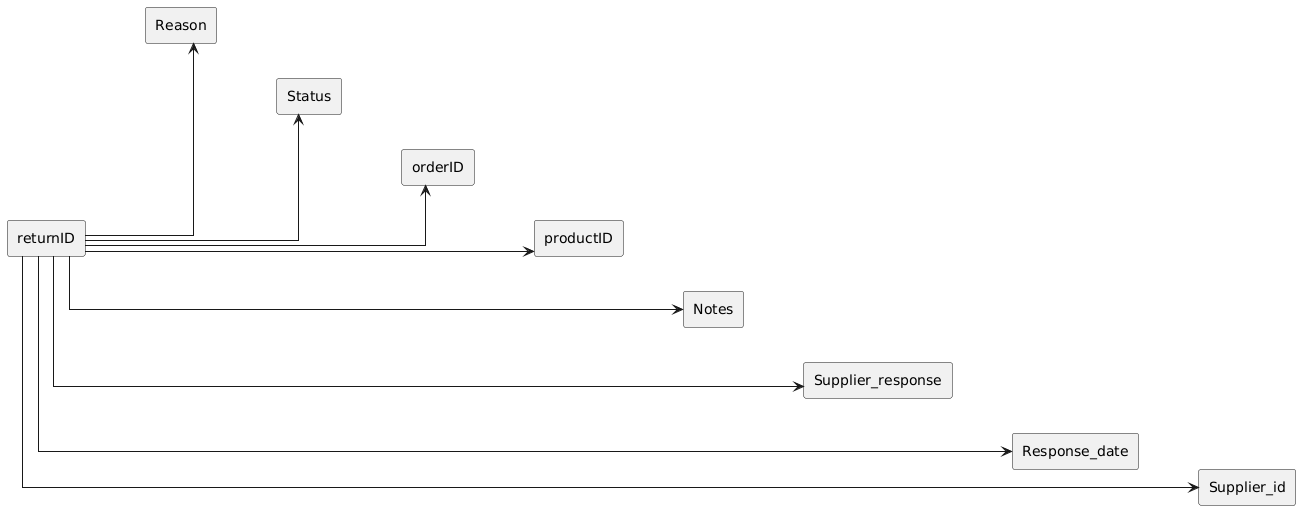 Reason
Status
orderID
returnID
productID
Notes
Supplier_response
Response_date
Supplier_id